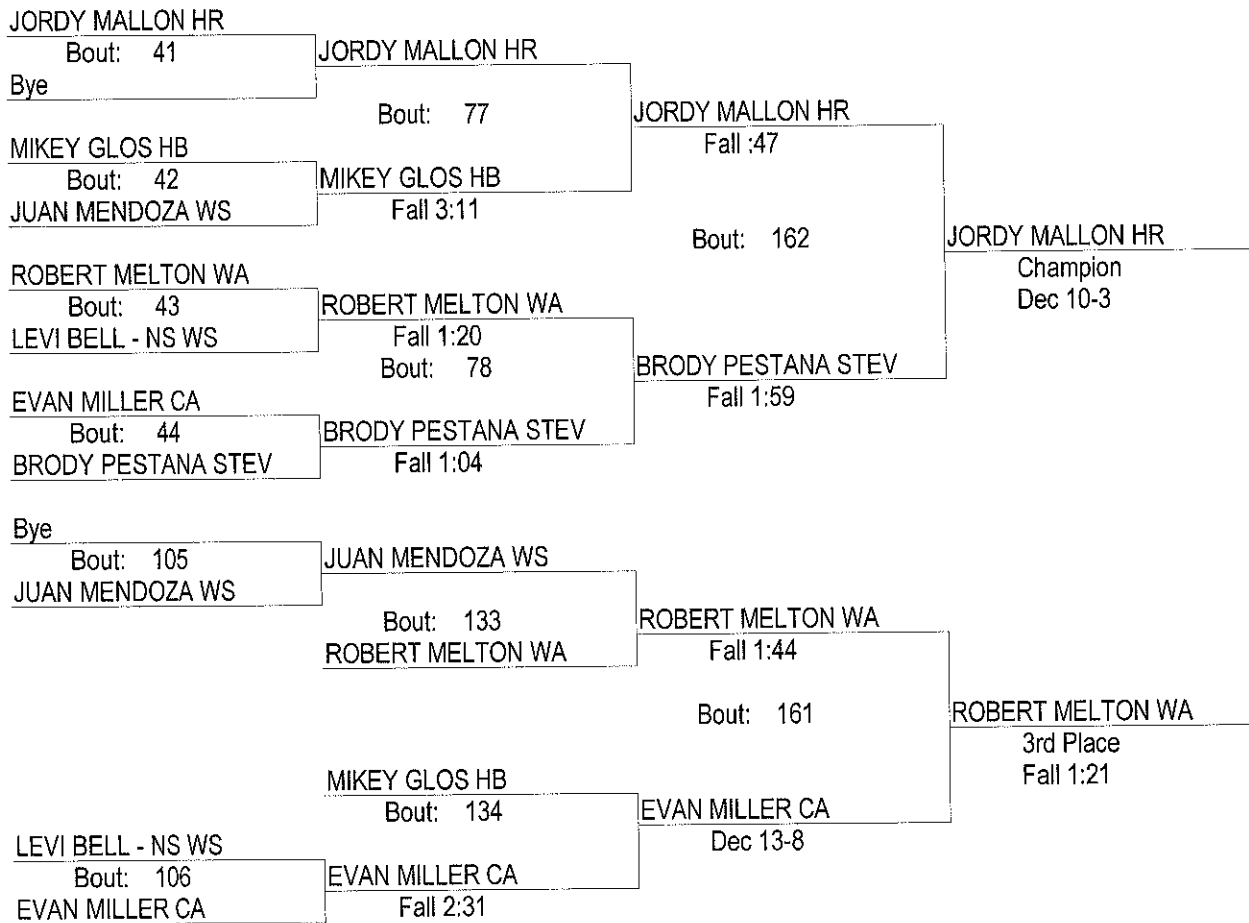 JORDY MALLON HR
Bout: 41
Bye
JORDY MALLON HR
Bout: 77
MIKEY GLOS HB
Bout: 42
JUAN MENDOZA WS
MIKEY GLOS HB
Fall 3:11
JORDY MALLON HR
Fall :47
Bout: 162
ROBERT MELTON WA
Bout: 43
LEVI BELL - NS WS
ROBERT MELTON WA
Fall 1:20
Bout: 78
EVAN MILLER CA
Bout: 44
BRODY PESTANA STEV
BRODY PESTANA STEV
Fall 1:04
BRODY PESTANA STEV
Fall 1:59
JORDY MALLON HR
Champion
Dec 10-3
Bye
Bout: 105
JUAN MENDOZA WS
JUAN MENDOZA WS
Bout: 133
ROBERT MELTON WA
ROBERT MELTON WA
Fall 1:44
Bout: 161
MIKEY GLOS HB
Bout: 134
LEVI BELL - NS WS
Bout: 106
EVAN MILLER CA
EVAN MILLER CA
Fall 2:31
EVAN MILLER CA
Dec 13-8
ROBERT MELTON WA
3rd Place
Fall 1:21